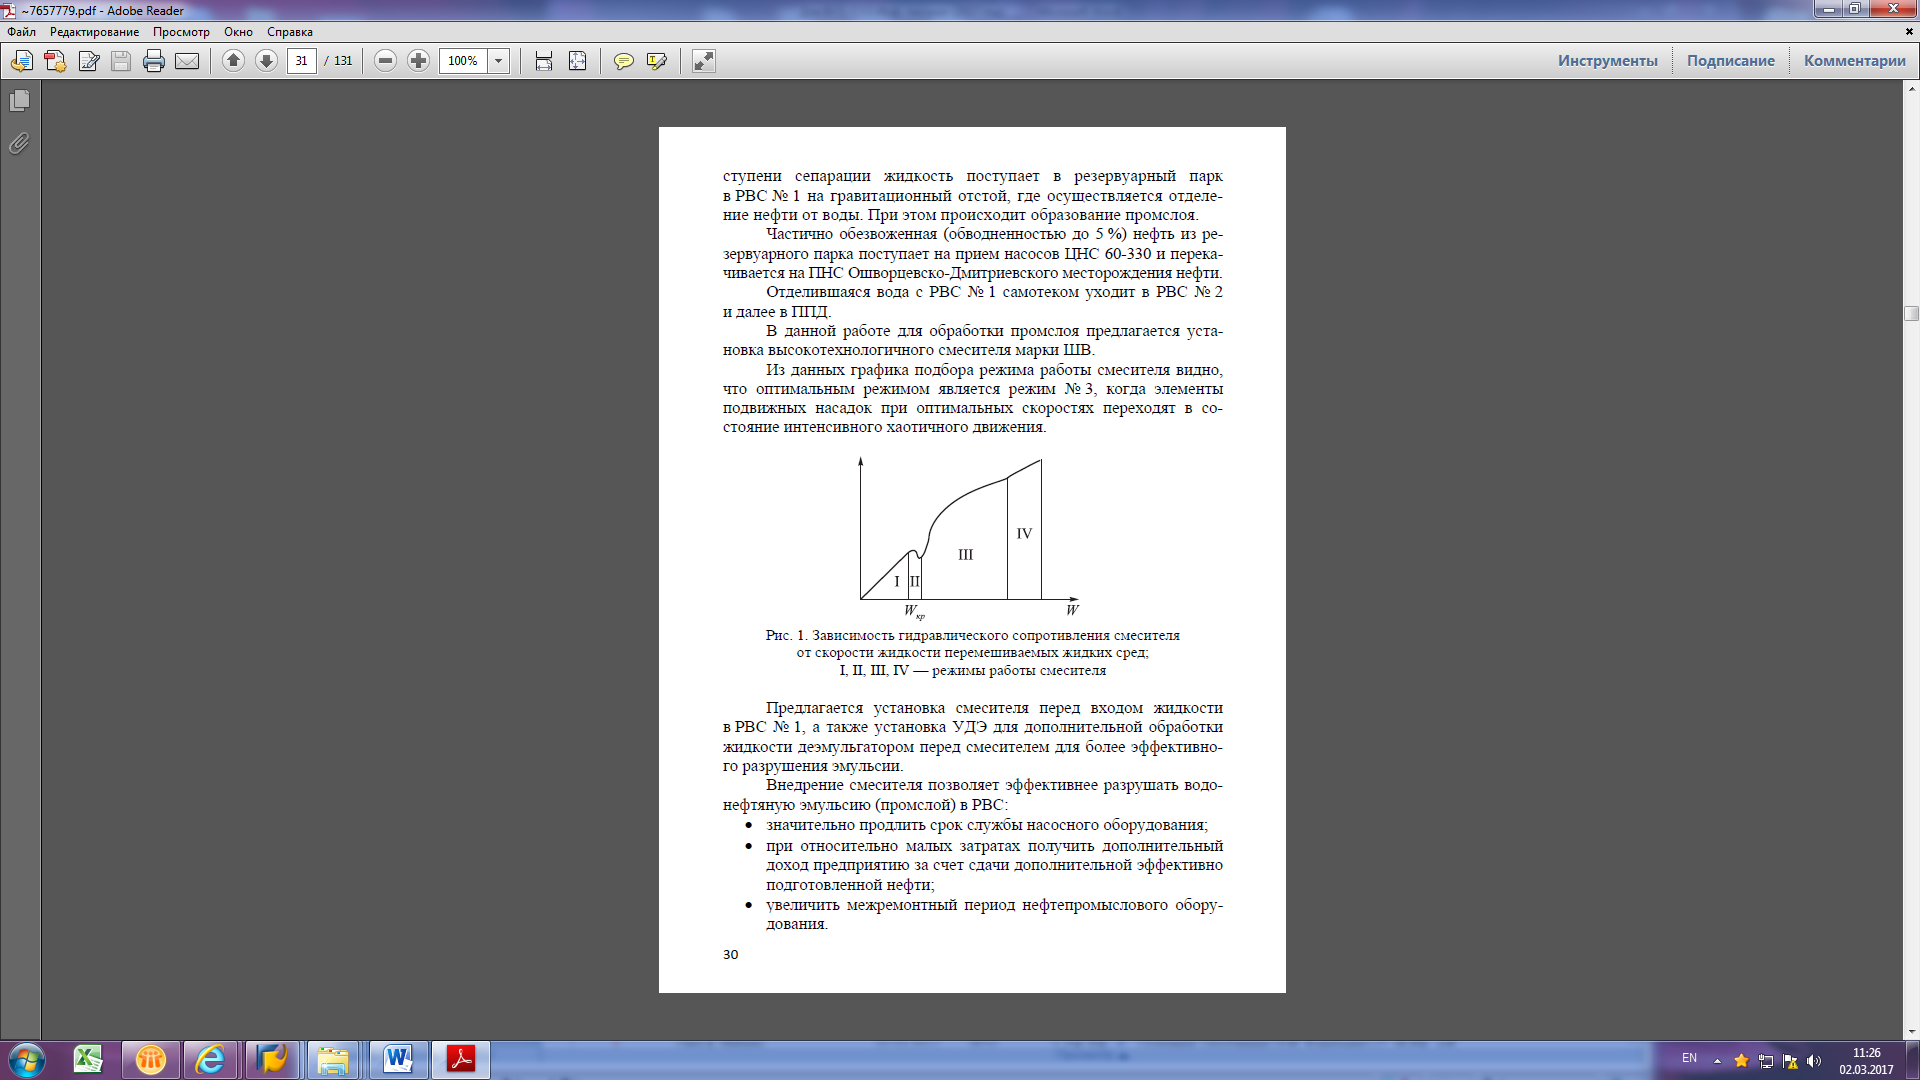 ~7657779.pdf - Adobe Reader
Файл Редактирование Просмотр Окно Справка
31 / 131 100% Инструменты Подписание Комментарии
ступени сепарации жидкость поступает в резервуарный парк
в РВС № 1 на гравитационный отстой, где осуществляется отделе-
ние нефти от воды. При этом происходит образование промслоя.
Частично обезвоженная (обводненностью до 5 %) нефть из ре-
зервуарного парка поступает на прием насосов ЦНС 60-330 и перека-
чивается на ПНС Ошворцевско-Дмитриевского месторождения нефти.
Отделившаяся вода с РВС № 1 самотеком уходит в РВС № 2
и далее в ППД.
В данной работе для обработки промслоя предлагается уста-
новка высокотехнологичного смесителя марки ШВ.
Из данных графика подбора режима работы смесителя видно,
что оптимальным режимом является режим № 3, когда элементы
подвижных насадок при оптимальных скоростях переходят в со-
стояние интенсивного хаотичного движения.
IV
III
I II
Wкр W
Рис. 1. Зависимость гидравлического сопротивления смесителя
от скорости жидкости перемешиваемых жидких сред;
I, II, III, IV — режимы работы смесителя
Предлагается установка смесителя перед входом жидкости
в РВС № 1, а также установка УДЭ для дополнительной обработки
жидкости деэмульгатором перед смесителем для более эффективно-
го разрушения эмульсии.
Внедрение смесителя позволяет эффективнее разрушать водо-
нефтяную эмульсию (промслой) в РВС:
• значительно продлить срок службы насосного оборудования;
• при относительно малых затратах получить дополнительный
доход предприятию за счет сдачи дополнительной эффективно
подготовленной нефти;
• увеличить межремонтный период нефтепромыслового обору-
дования.
30
EN 11:26
02.03.2017